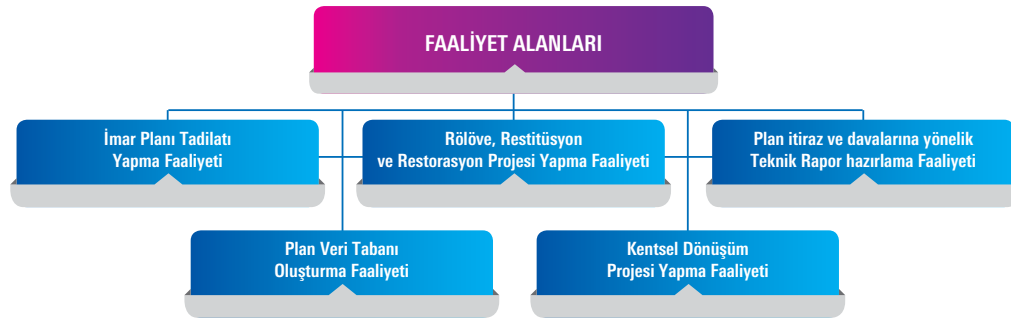 FAALİYET ALANLARI
İmar Planı Tadilatı
Yapma Faaliyeti
Rölöve, Restitüsyon
ve Restorasyon Projesi Yapma Faaliyeti
Plan itiraz ve davalarına yönelik
Teknik Rapor hazırlama Faaliyeti
Plan Veri Tabanı
Oluşturma Faaliyeti
Kentsel Dönüşüm
Projesi Yapma Faaliyeti